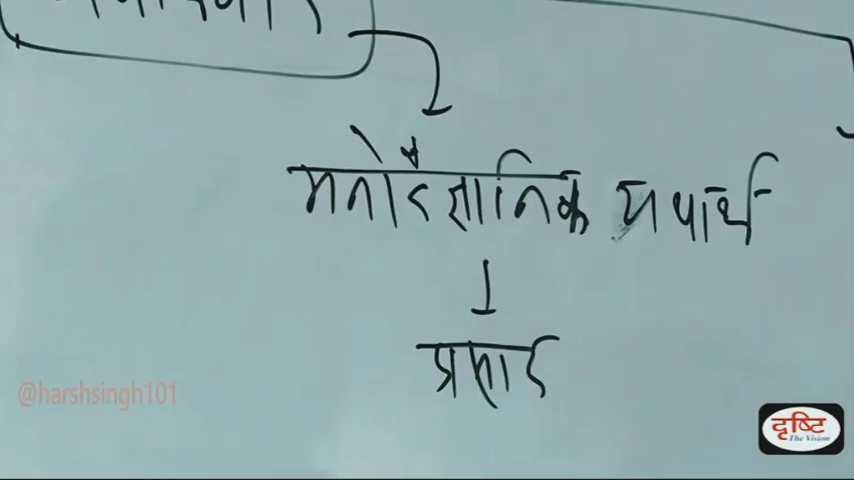 मनोवैज्ञानिक यथार्थ
प्रसाद
@harshsingh101
दृष्टि
The Vision